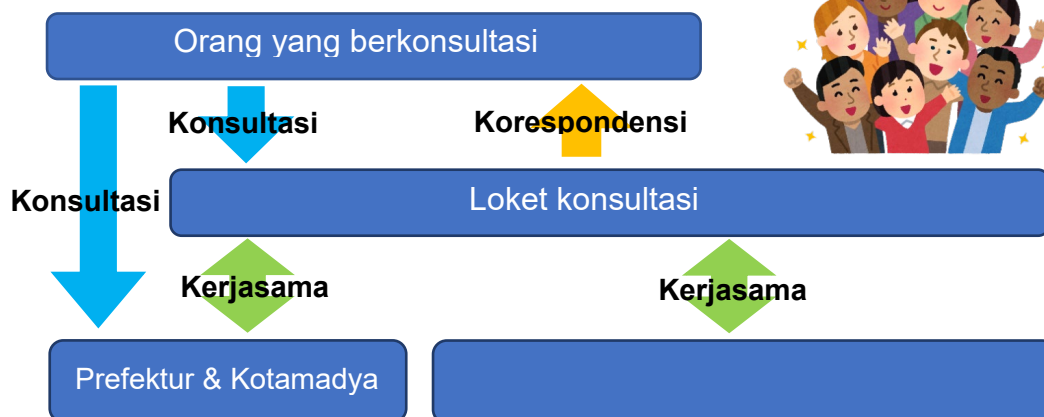 Orang yang berkonsultasi
Konsultasi
Korespondensi
Konsultasi
Loket konsultasi
Kerjasama
Kerjasama
Prefektur & Kotamadya